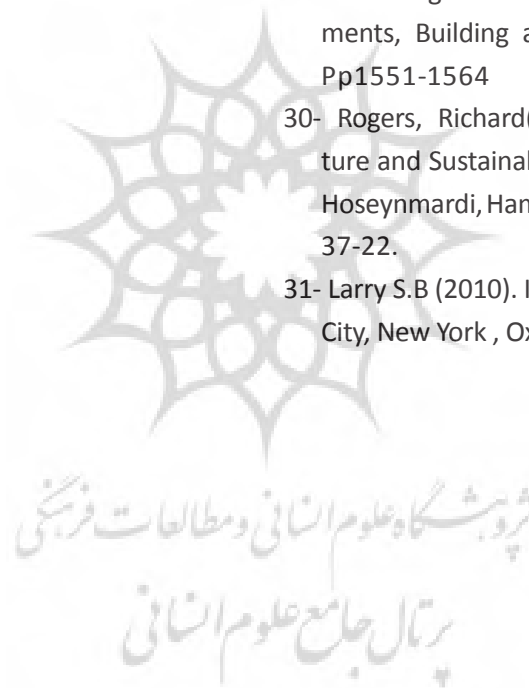 ments, Building a
Pp1551-1564
30- Rogers, Richard(
ture and Sustainal
Hoseynmardi, Han
37-22.
31- Larry S.B (2010). I
City, New York , Ox
پژوهشگاه علوم انسانی و مطالعات فرهنگی
پرتال جامع علوم انسانی